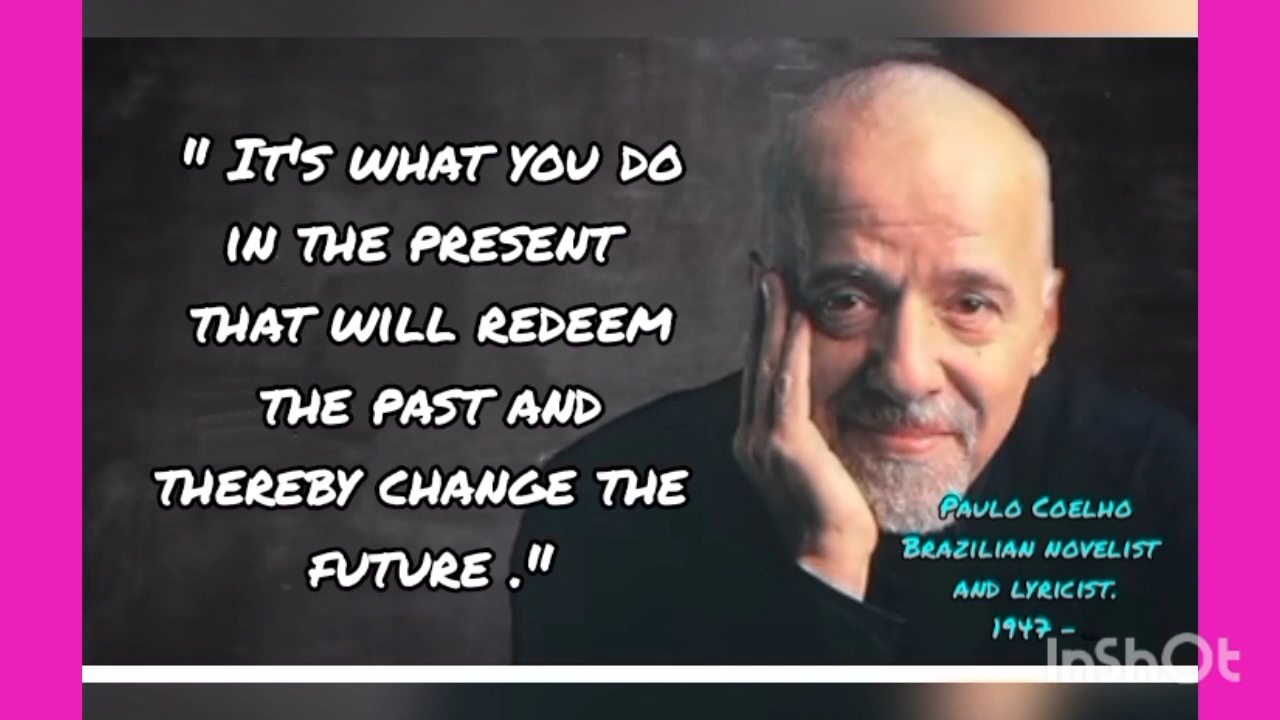 " It's what you do
in the present
that will redeem
the past and
thereby change the
future ."
Paulo Coelho
Brazilian novelist
and lyricist.
1947 -
InShOt